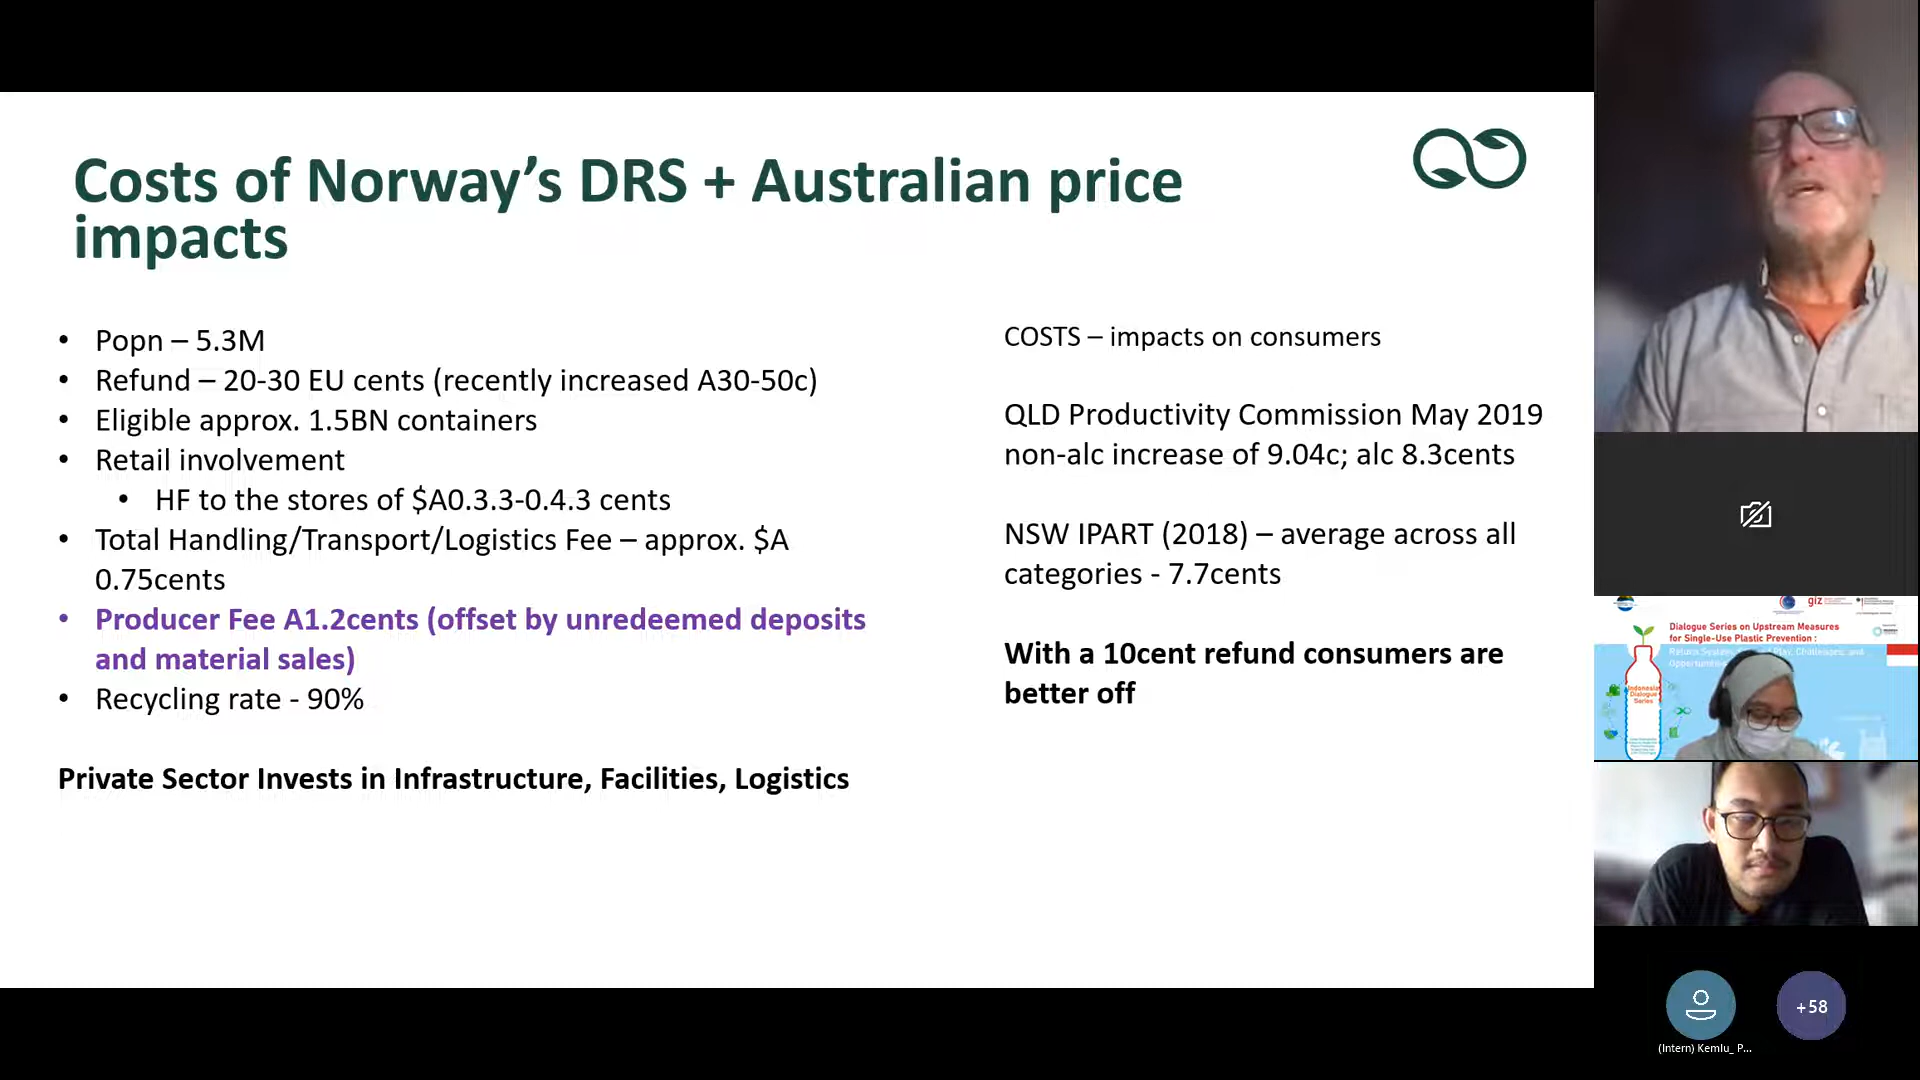 Costs of Norway's DRS + Australian price
impacts
• Popn – 5.3M
• Refund – 20-30 EU cents (recently increased A30-50c)
• Eligible approx. 1.5BN containers
• Retail involvement
• HF to the stores of $A0.3.3-0.4.3 cents
• Total Handling/Transport/Logistics Fee – approx. $A
0.75cents
• Producer Fee A1.2cents (offset by unredeemed deposits
and material sales)
• Recycling rate - 90%
Private Sector Invests in Infrastructure, Facilities, Logistics
COSTS – impacts on consumers
QLD Productivity Commission May 2019
non-alc increase of 9.04c; alc 8.3cents
NSW IPART (2018) – average across all
categories - 7.7cents
With a 10cent refund consumers are
better off
giz
Dialogue Series on Upstream Measures
for Single-Use Plastic Prevention :
Indonesia
Dialogue
Series
+58
(Intern) Kemlu_ P...